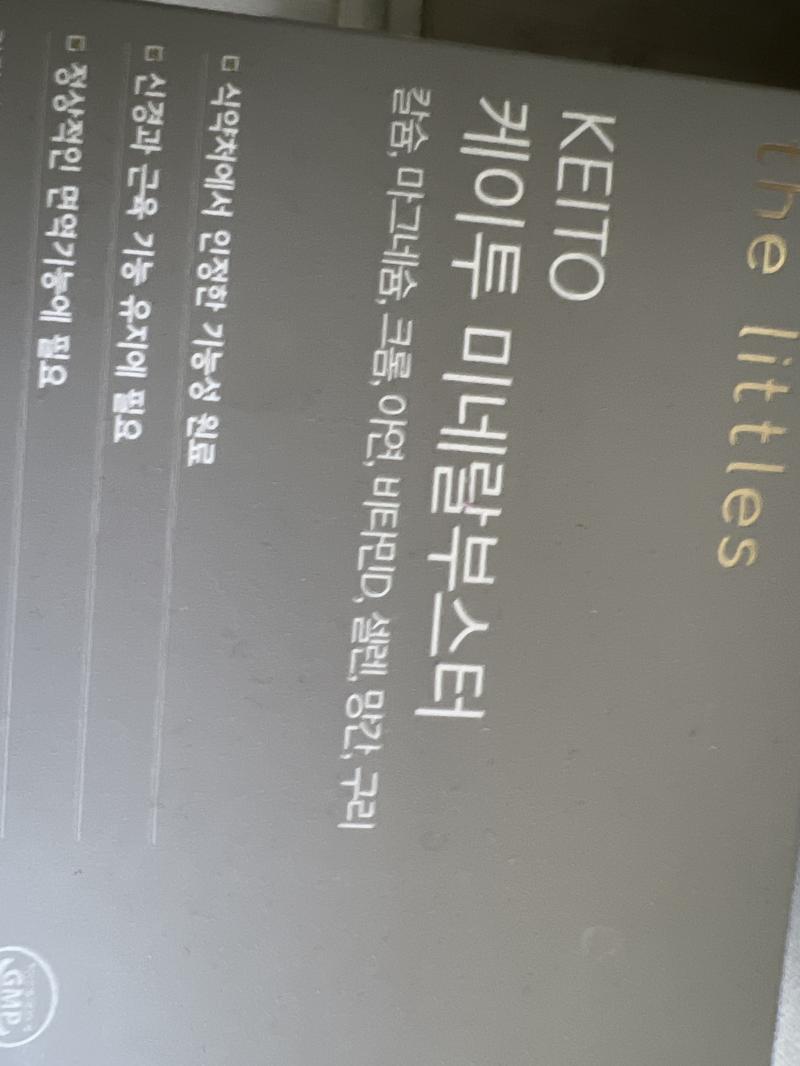 the littles
KEITO
케이투 미네랄부스터
칼슘, 마그네슘, 크롬, 아연, 비타민D, 셀렌, 망간, 구리
식약처에서 인정한 기능성 원료
신경과 근육 기능 유지에 필요
정상적인 면역기능에 필요
GMP